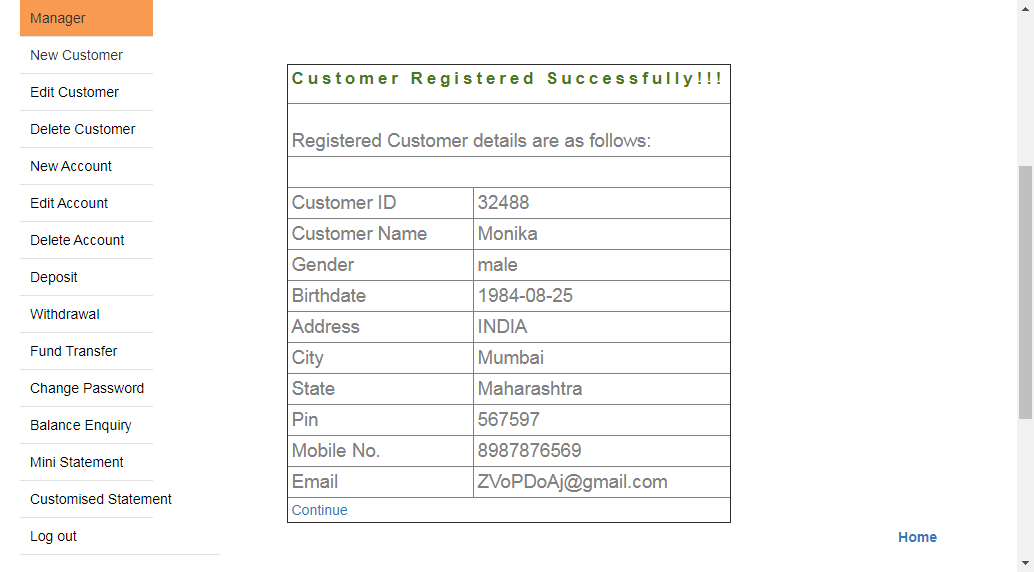 Manager
New Customer
Edit Customer
Delete Customer
New Account
Edit Account
Delete Account
Deposit
Withdrawal
Fund Transfer
Change Password
Balance Enquiry
Mini Statement
Customised Statement
Log out
Customer Registered Successfully!!!
Registered Customer details are as follows:
Customer ID 32488
Customer Name Monika
Gender male
Birthdate 1984-08-25
Address INDIA
City Mumbai
State Maharashtra
Pin 567597
Mobile No. 8987876569
Email ZVoPDoAj@gmail.com
Continue
Home